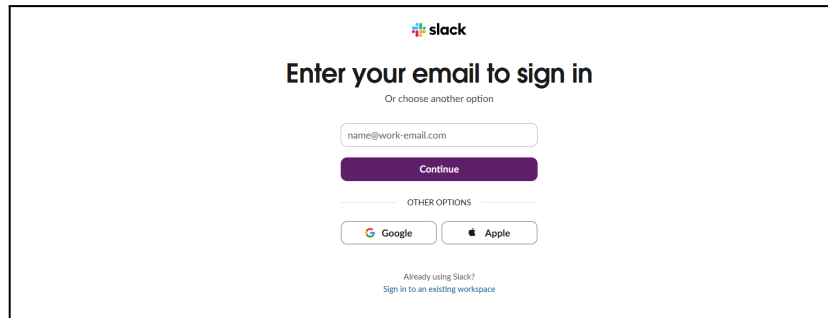 slack
Enter your email to sign in
Or choose another option
name@work-email.com
Continue
OTHER OPTIONS
Google Apple
Already using Slack?
Sign in to an existing workspace